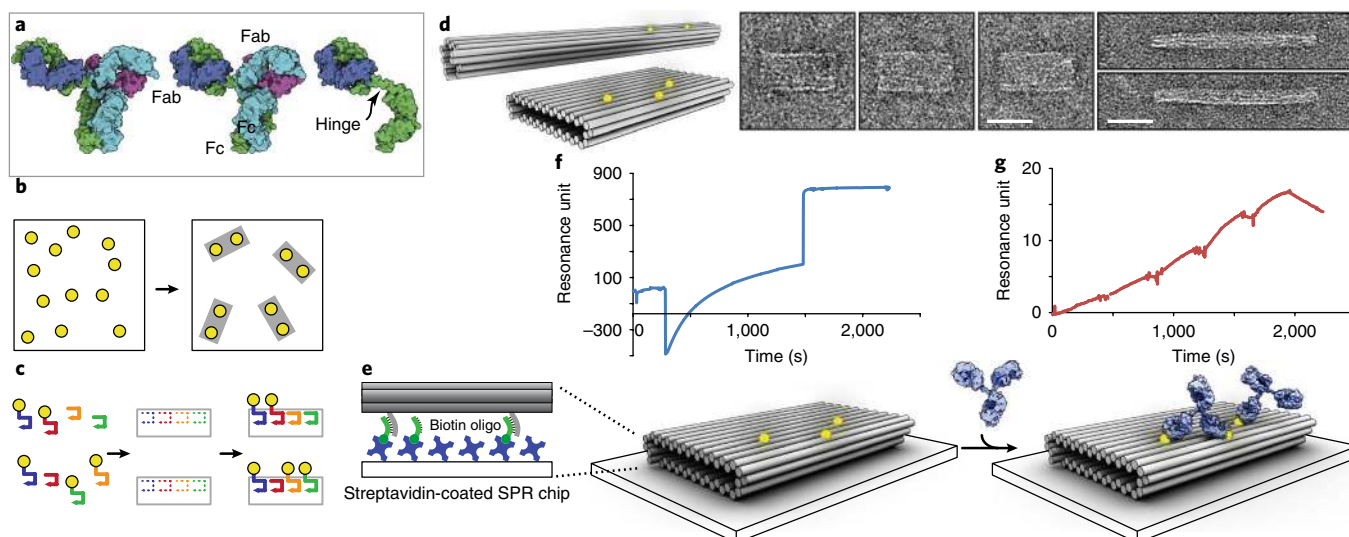 a
Fab
Fab
Hinge
Fc
Fc
b
c
d
e
Biotin oligo
Streptavidin-coated SPR chip
f
900
500
100
–300
Resonance unit
0
1,000
2,000
Time (s)
g
20
10
0
Resonance unit
0
1,000
2,000
Time (s)